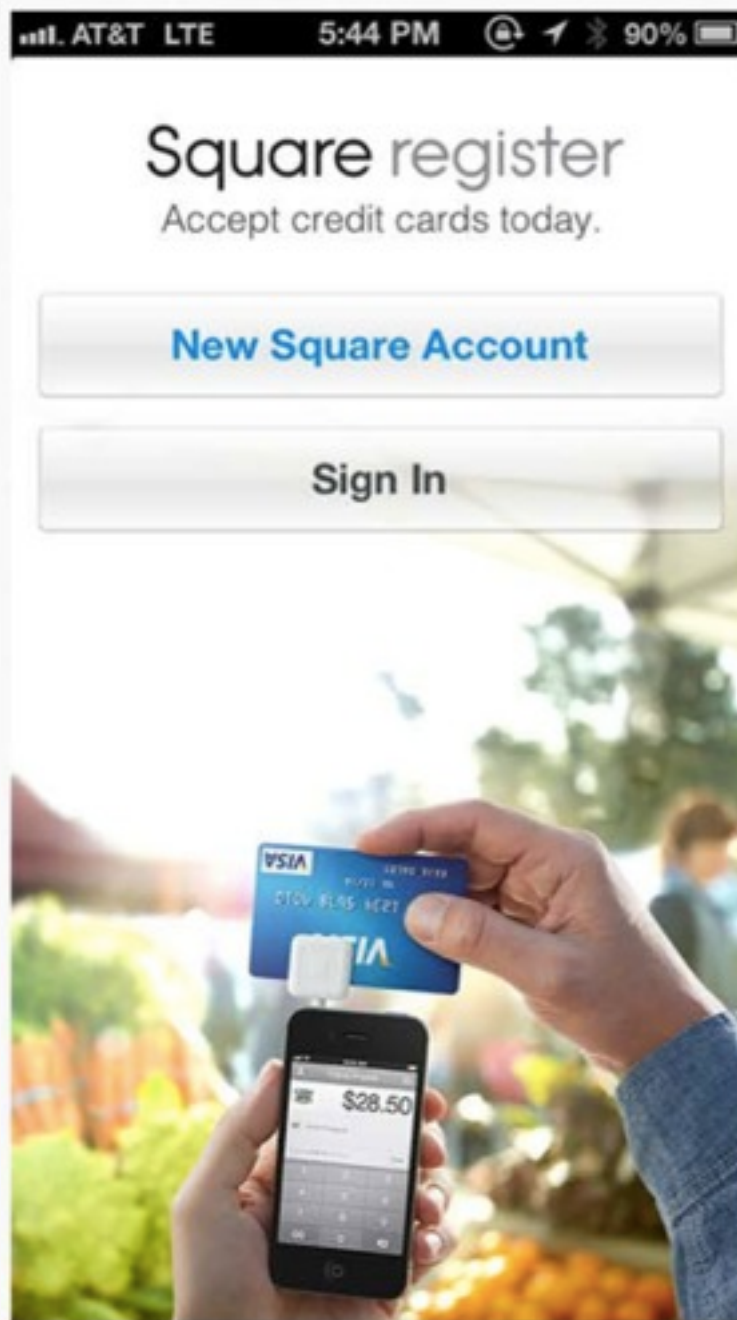 AT&T LTE 5:44 PM 90%
Square register
Accept credit cards today.
New Square Account
Sign In
VISA
VISA
$28.50